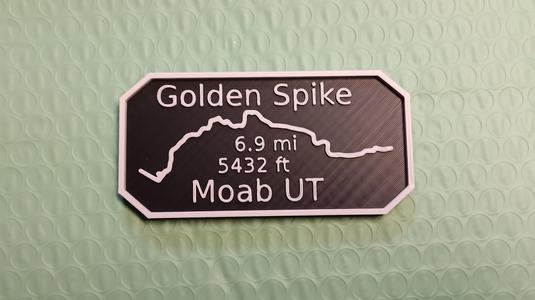 Golden Spike
6.9 mi
5432 ft
Moab UT